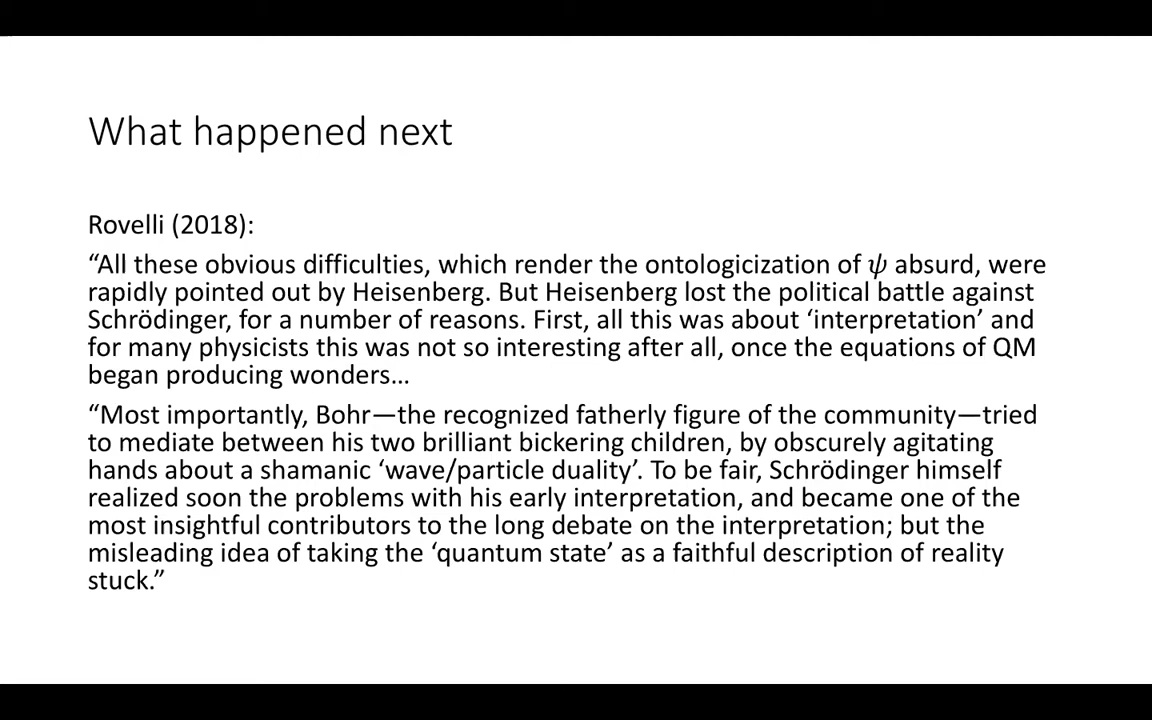 What happened next
Rovelli (2018):
“All these obvious difficulties, which render the ontologicization of ψ absurd, were
rapidly pointed out by Heisenberg. But Heisenberg lost the political battle against
Schrödinger, for a number of reasons. First, all this was about ‘interpretation’ and
for many physicists this was not so interesting after all, once the equations of QM
began producing wonders…
“Most importantly, Bohr—the recognized fatherly figure of the community—tried
to mediate between his two brilliant bickering children, by obscurely agitating
hands about a shamanic ‘wave/particle duality’. To be fair, Schrödinger himself
realized soon the problems with his early interpretation, and became one of the
most insightful contributors to the long debate on the interpretation; but the
misleading idea of taking the ‘quantum state’ as a faithful description of reality
stuck.”